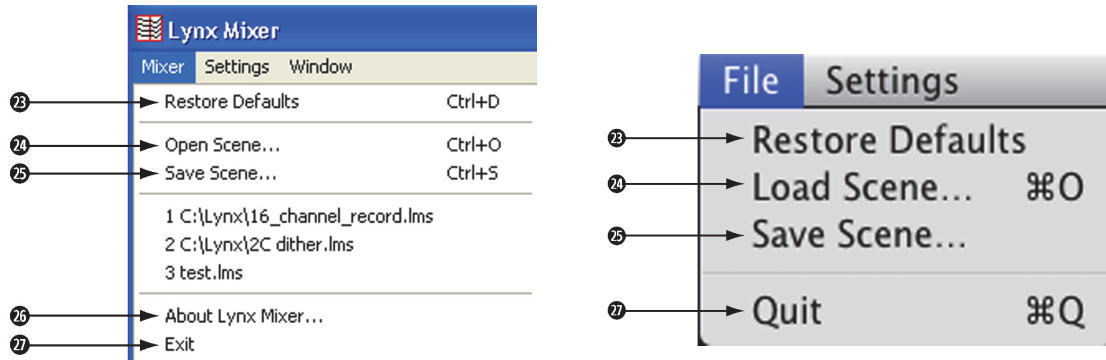 Lynx Mixer
Mixer Settings Window
㉓ Restore Defaults Ctrl+D
㉔ Open Scene... Ctrl+O
㉕ Save Scene... Ctrl+S
1 C:\Lynx\16_channel_record.lms
2 C:\Lynx\2C dither.lms
3 test.lms
㉖ About Lynx Mixer...
㉗ Exit
File Settings
㉓ Restore Defaults
㉔ Load Scene... ⌘O
㉕ Save Scene...
㉗ Quit ⌘Q